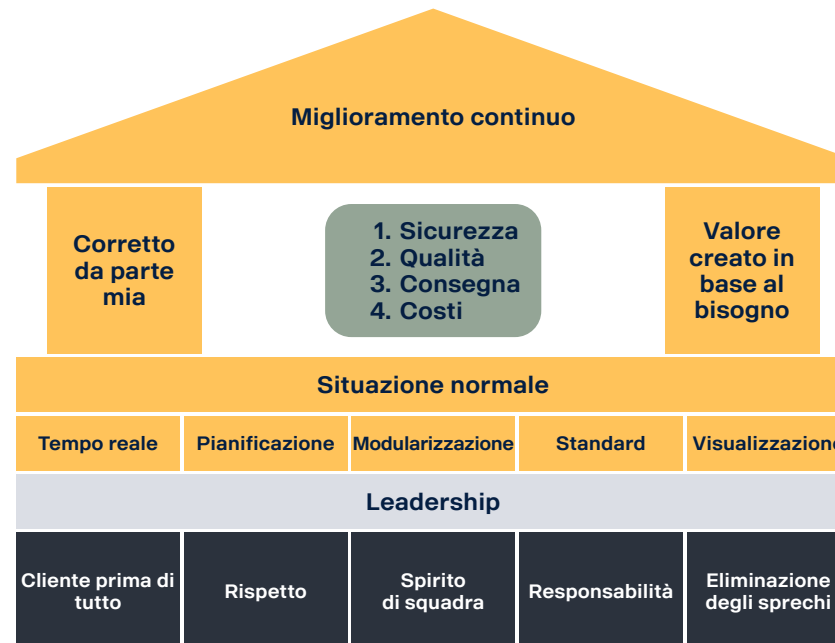 Miglioramento continuo
Corretto
da parte
mia
1. Sicurezza
2. Qualità
3. Consegna
4. Costi
Valore
creato in
base al
bisogno
Situazione normale
Tempo reale
Pianificazione
Modularizzazione
Standard
Visualizzazione
Leadership
Cliente prima di
tutto
Rispetto
Spirito
di squadra
Responsabilità
Eliminazione
degli sprechi